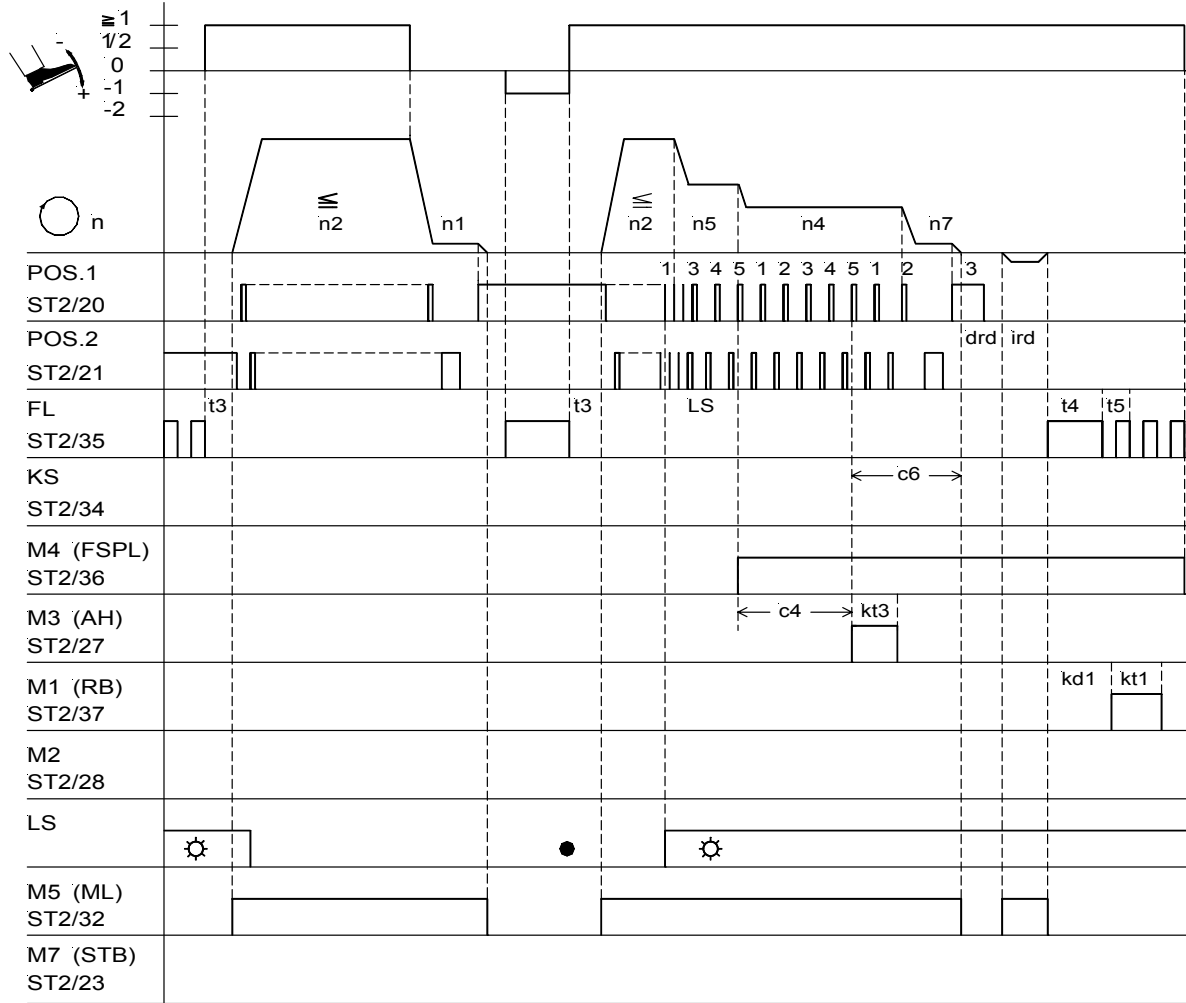 ≧ 1
1/2
0
-1
-2
-
+
≦
n2
n1
≦
n2
n5
n4
n7
n
POS.1
ST2/20
1 3 4 5 1 2 3 4 5 1 2 3
POS.2
ST2/21
drd ird
FL
ST2/35
t3 t3 LS t4 t5
KS
ST2/34
c6
M4 (FSPL)
ST2/36
M3 (AH)
ST2/27
c4 kt3
M1 (RB)
ST2/37
kd1 kt1
M2
ST2/28
LS
M5 (ML)
ST2/32
M7 (STB)
ST2/23